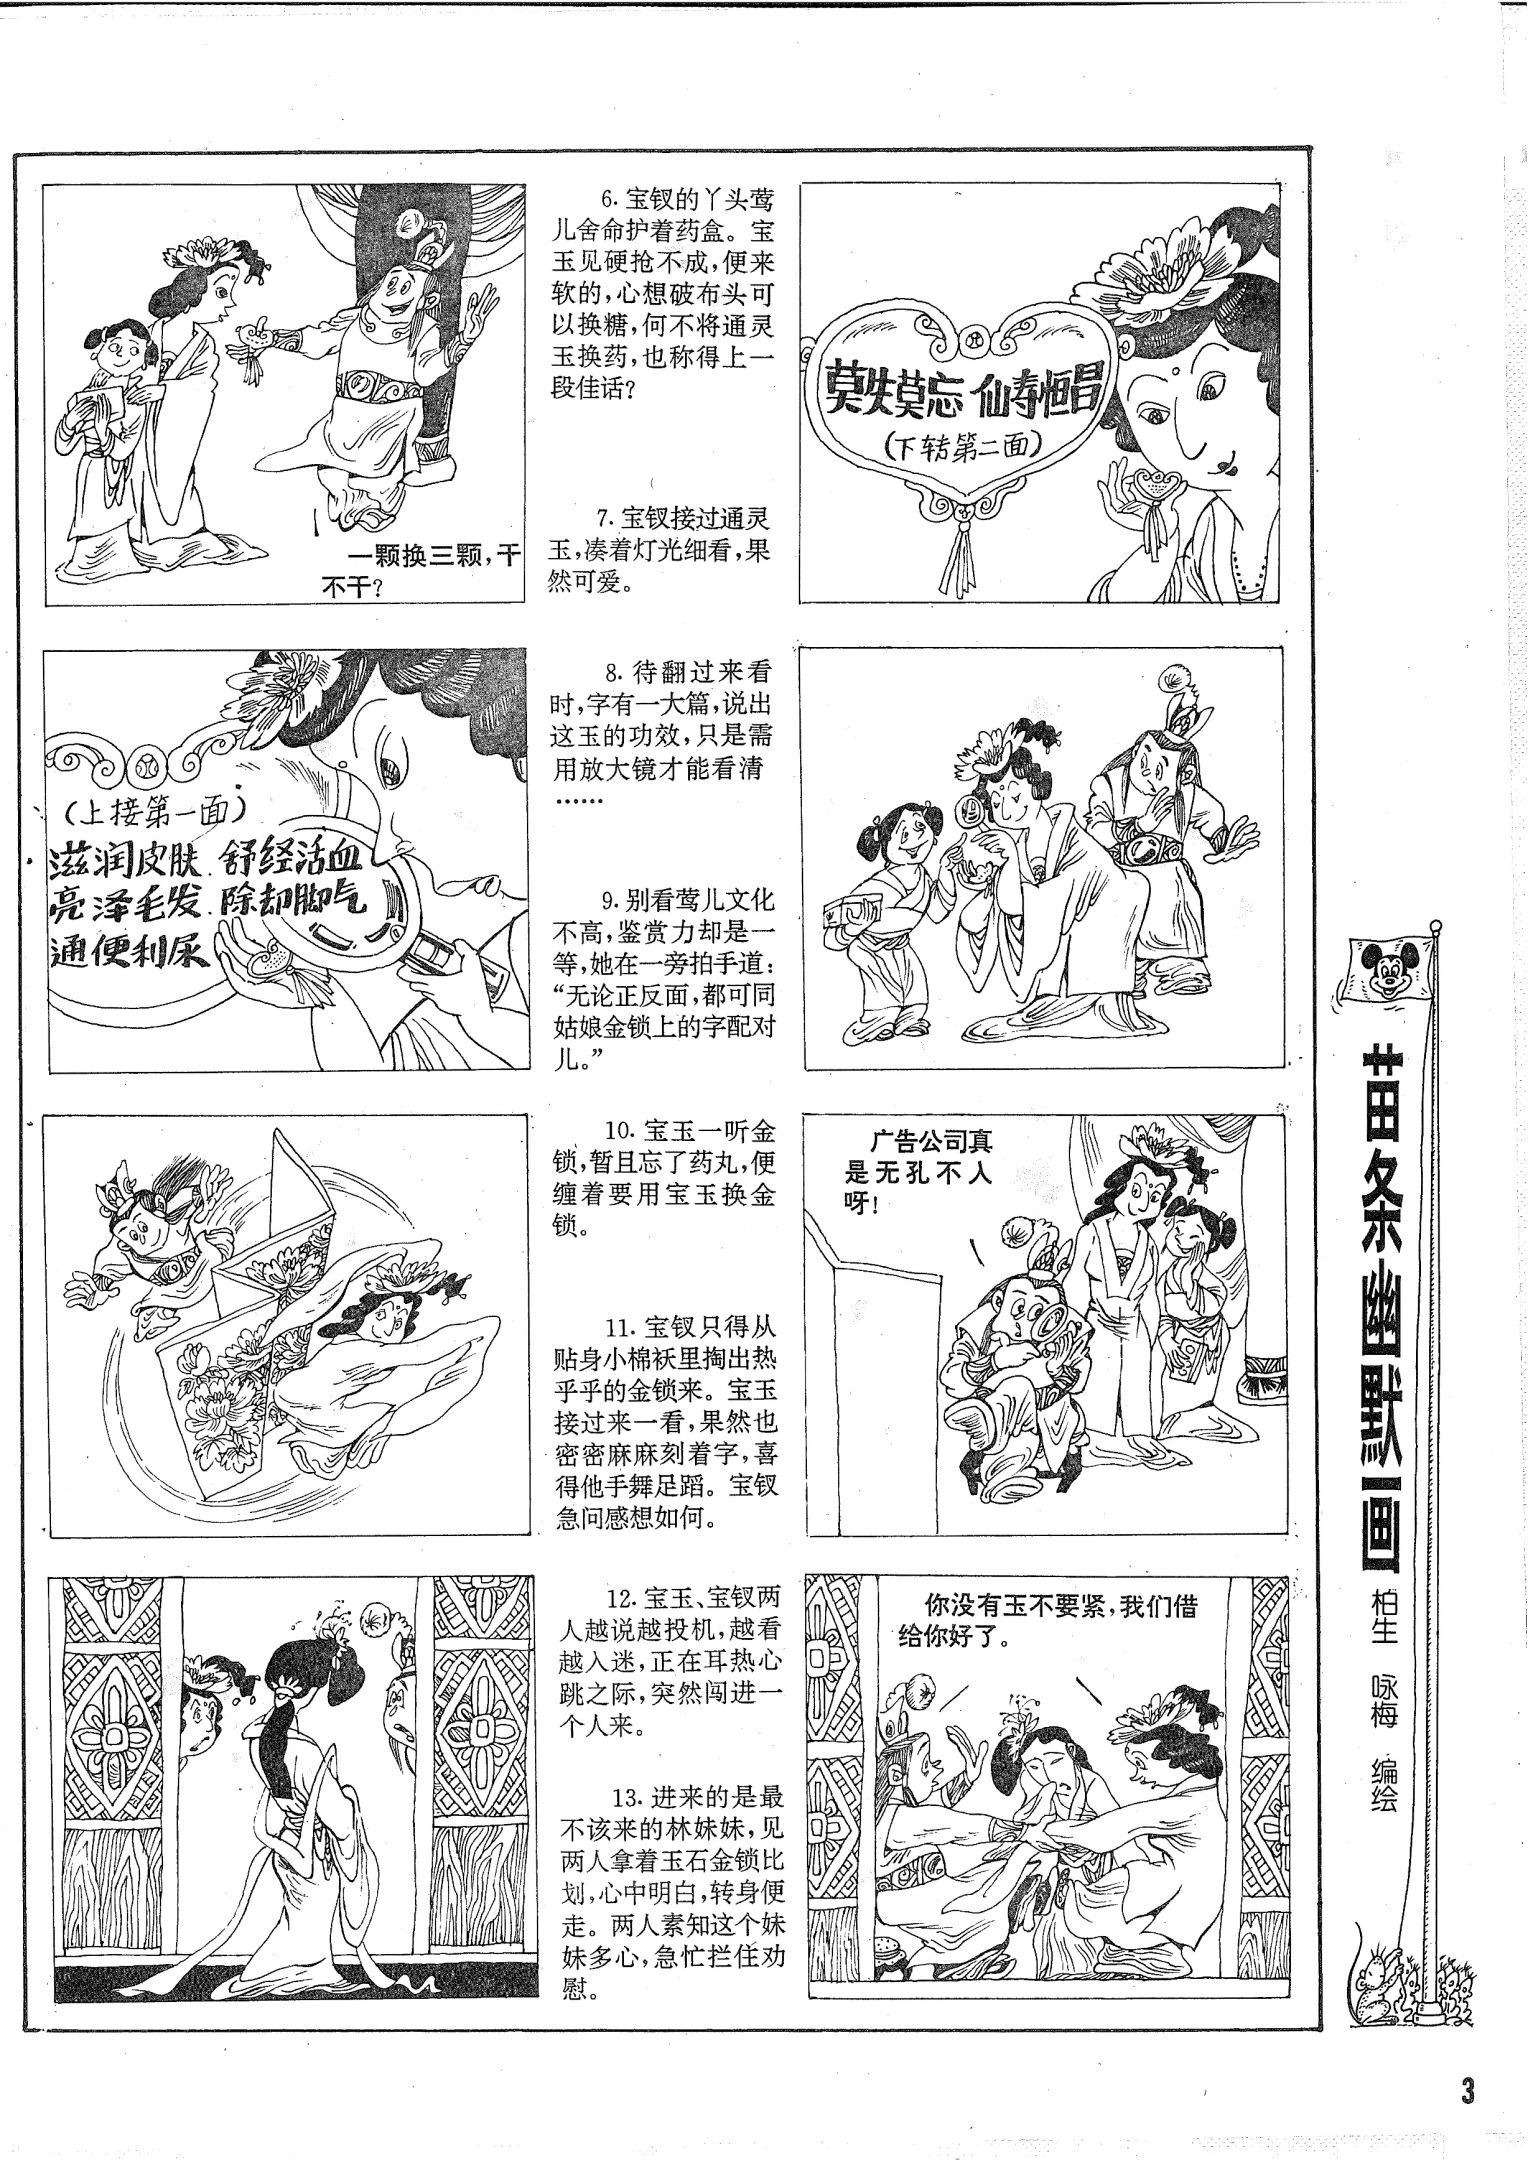 6. 宝钗的丫头莺
儿舍命护着药盒。宝
玉见硬抢不成，便来
软的，心想破布头可
以换糖，何不将通灵
玉换药，也称得上一
段佳话？
一颗换三颗，干
不干？
7. 宝钗接过通灵
玉，凑着灯光细看，果
然可爱。
莫失莫忘 仙寿恒昌
（下转第二面）
8. 待翻过来看
时，字有一大篇，说出
这玉的功效，只是需
用放大镜才能看清
……
（上接第一面）
滋润皮肤、舒经活血
亮泽毛发、除却脚气
通便利尿
9. 别看莺儿文化
不高，鉴赏力却是一
等，她在一旁拍手道：
“无论正反面，都可同
姑娘金锁上的字配对
儿。”
10. 宝玉一听金
锁，暂且忘了药丸，便
缠着要用宝玉换金
锁。
11. 宝钗只得从
贴身小棉袄里掏出热
乎乎的金锁来。宝玉
接过来一看，果然也
密密麻麻刻着字，喜
得他手舞足蹈。宝钗
急问感想如何。
广告公司真
是无孔不入
呀！
12. 宝玉、宝钗两
人越说越投机，越看
越入迷，正在耳热心
跳之际，突然闯进一
个人来。
13. 进来的是最
不该来的林妹妹，见
两人拿着玉石金锁比
划，心中明白，转身便
走。两人素知这个妹
妹多心，急忙拦住劝
慰。
你没有玉不要紧，我们借
给你好了。
苗条幽默画
柏生 咏梅 编绘
3